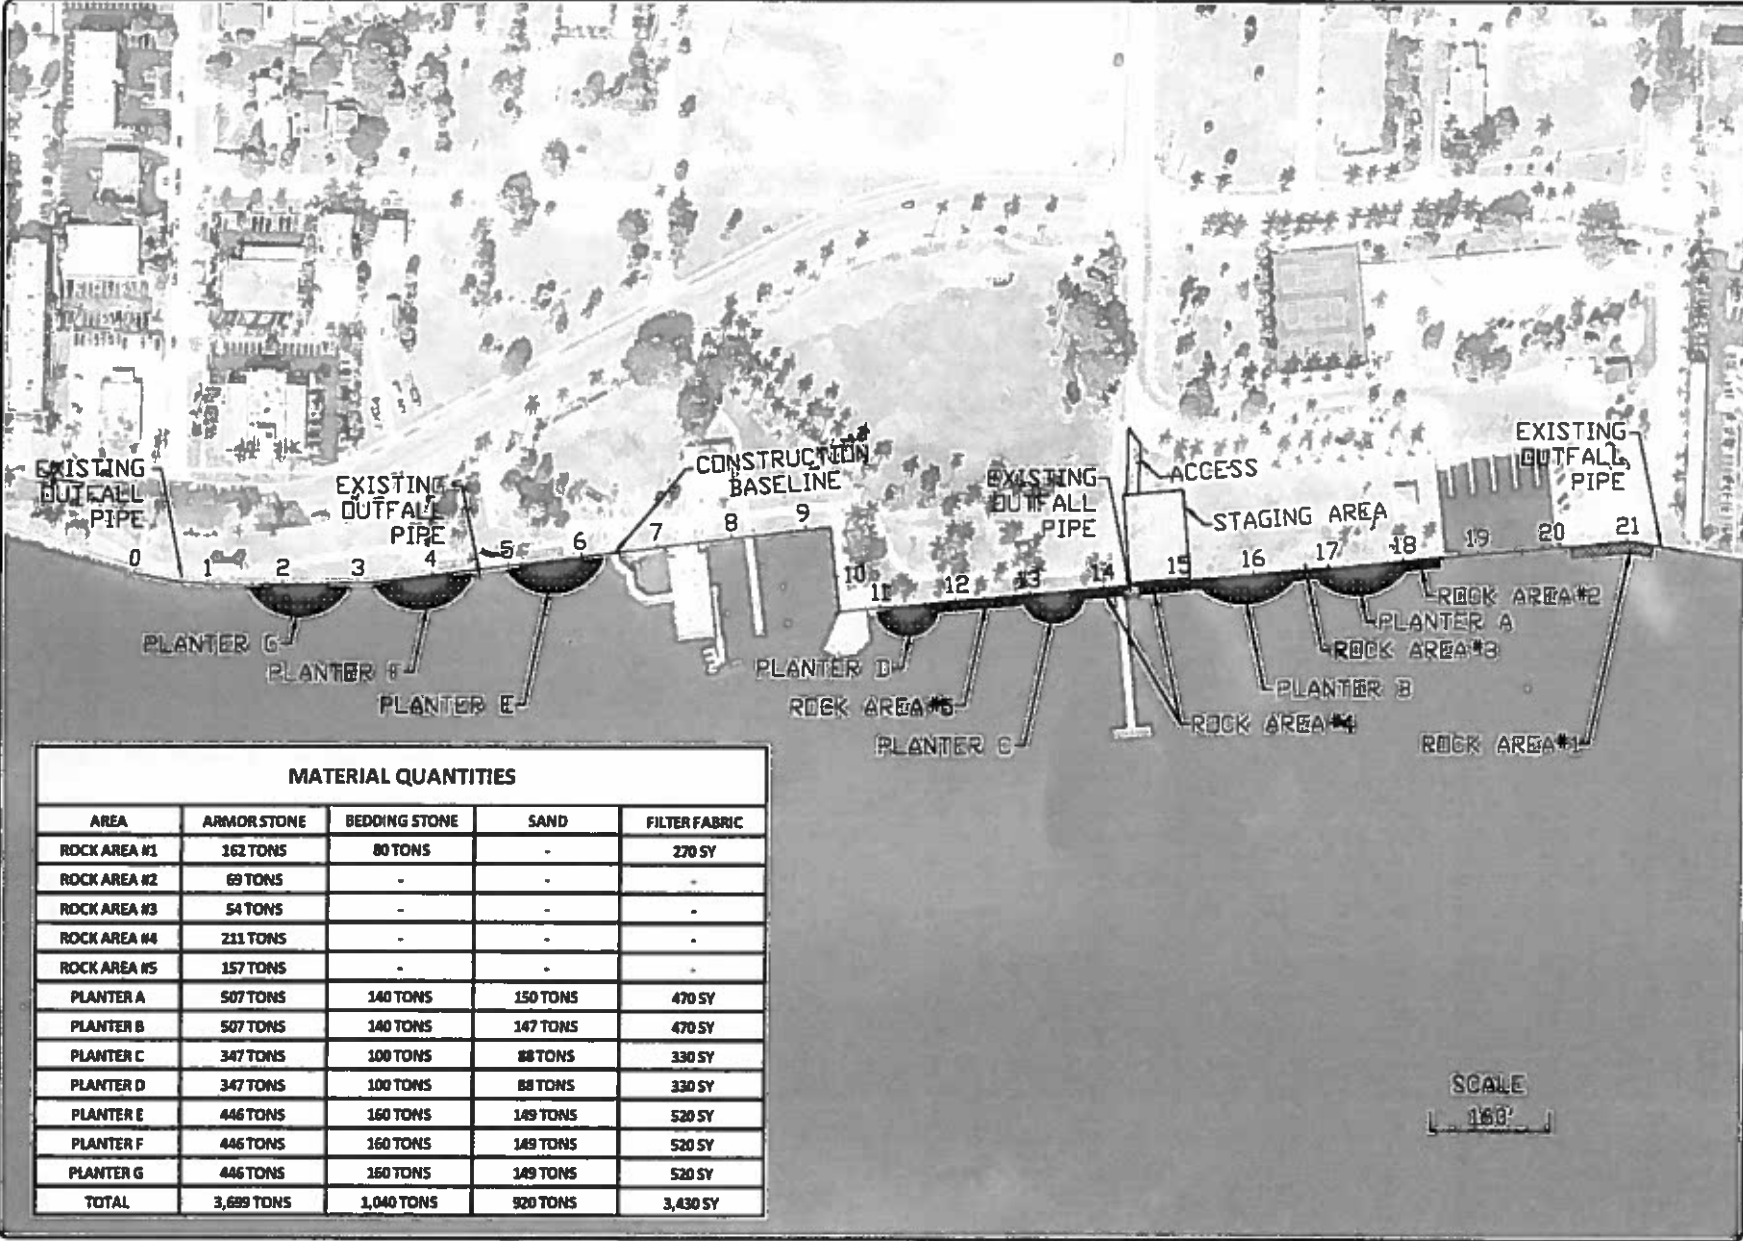 EXISTING
OUTFALL
PIPE
EXISTING
OUTFALL
PIPE
CONSTRUCTION
BASELINE
EXISTING
OUTFALL
PIPE
ACCESS
STAGING AREA
EXISTING
OUTFALL
PIPE
0
1
2
3
4
5
6
7
8
9
10
11
12
13
14
15
16
17
18
19
20
21
PLANTER G
PLANTER F
PLANTER E
PLANTER D
ROCK AREA #5
PLANTER C
ROCK AREA #4
PLANTER B
ROCK AREA #3
PLANTER A
ROCK AREA #2
ROCK AREA #1
MATERIAL QUANTITIES
AREA ARMOR STONE BEDDING STONE SAND FILTER FABRIC
ROCK AREA #1 162 TONS 80 TONS - 270 SY
ROCK AREA #2 69 TONS - - -
ROCK AREA #3 54 TONS - - -
ROCK AREA #4 211 TONS - - -
ROCK AREA #5 157 TONS - - -
PLANTER A 507 TONS 140 TONS 150 TONS 470 SY
PLANTER B 507 TONS 140 TONS 147 TONS 470 SY
PLANTER C 347 TONS 100 TONS 88 TONS 330 SY
PLANTER D 347 TONS 100 TONS 88 TONS 330 SY
PLANTER E 446 TONS 160 TONS 149 TONS 520 SY
PLANTER F 446 TONS 160 TONS 149 TONS 520 SY
PLANTER G 446 TONS 160 TONS 149 TONS 520 SY
TOTAL 3,699 TONS 1,040 TONS 920 TONS 3,430 SY
SCALE
160'